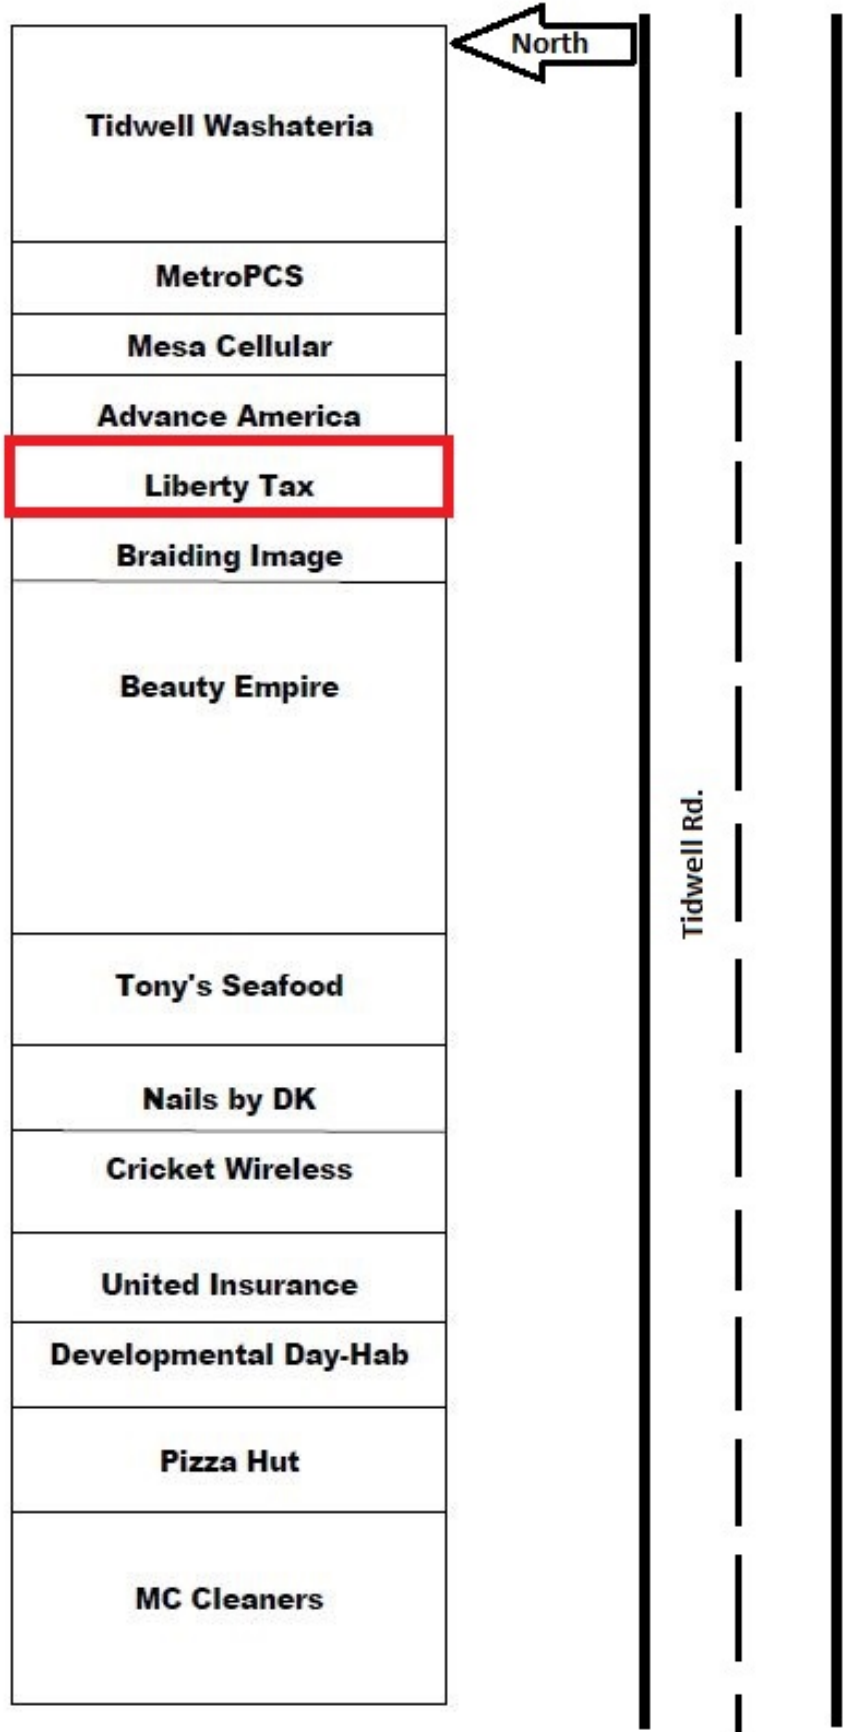 North
Tidwell Washateria
MetroPCS
Mesa Cellular
Advance America
Liberty Tax
Braiding Image
Beauty Empire
Tidwell Rd.
Tony's Seafood
Nails by DK
Cricket Wireless
United Insurance
Developmental Day-Hab
Pizza Hut
MC Cleaners